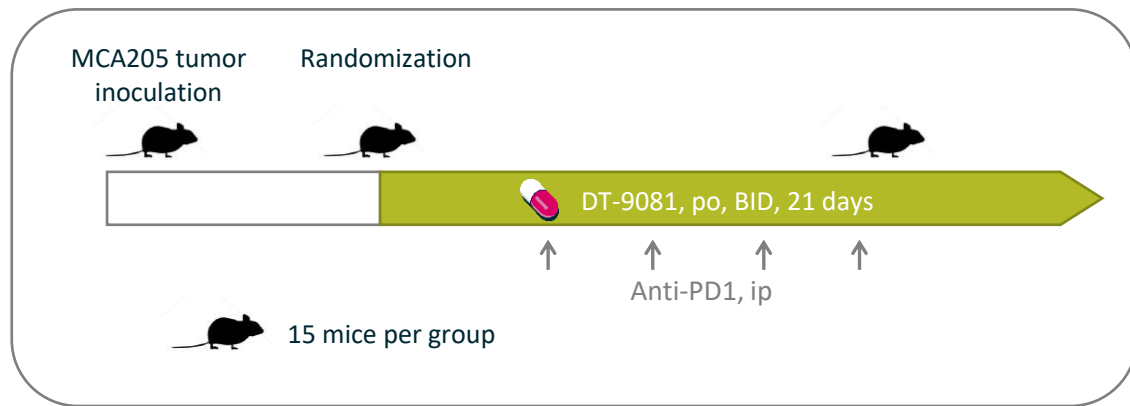 MCA205 tumor
inoculation
Randomization
DT-9081, po, BID, 21 days
Anti-PD1, ip
15 mice per group